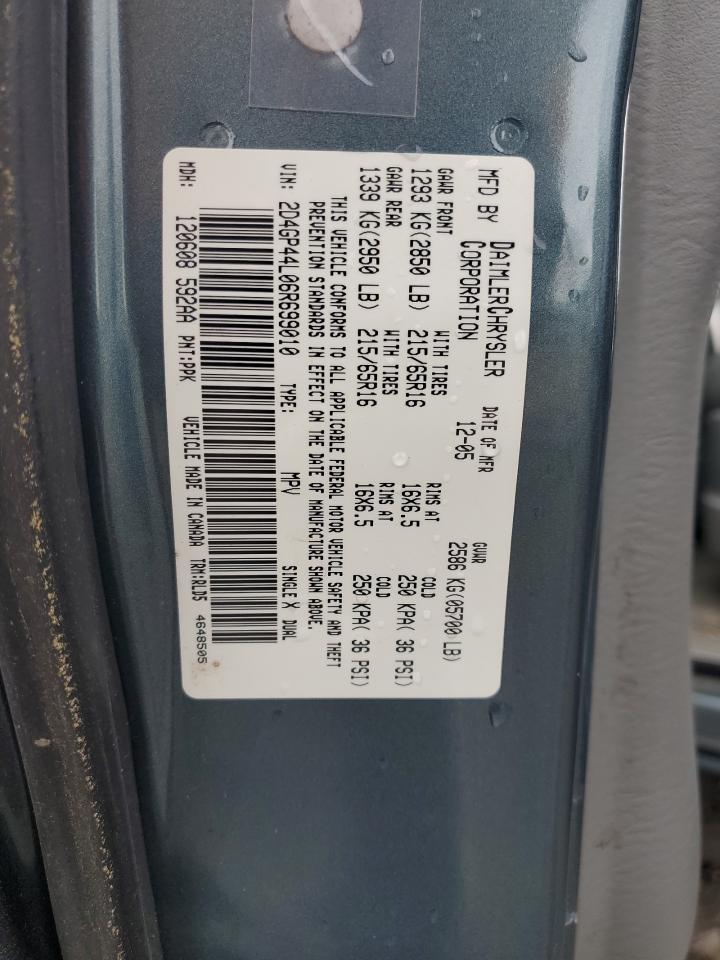 MFD BY DAIMLERCHRYSLER CORPORATION DATE OF MFR 12-05 GVWR 2586 KG(05700 LB)
GAWR FRONT WITH TIRES RIMS AT COLD
1293 KG(2850 LB) 215/65R16 16X6.5 250 KPA( 36 PSI)
GAWR REAR WITH TIRES RIMS AT COLD
1339 KG(2950 LB) 215/65R16 16X6.5 250 KPA( 36 PSI)
THIS VEHICLE CONFORMS TO ALL APPLICABLE FEDERAL MOTOR VEHICLE SAFETY AND THEFT
PREVENTION STANDARDS IN EFFECT ON THE DATE OF MANUFACTURE SHOWN ABOVE.
VIN: 2D4GP44L06R699010 TYPE: MPV SINGLE X DUAL
MDH: 120608 592AA PNT:PPK VEHICLE MADE IN CANADA TRM:RLD5 4648505